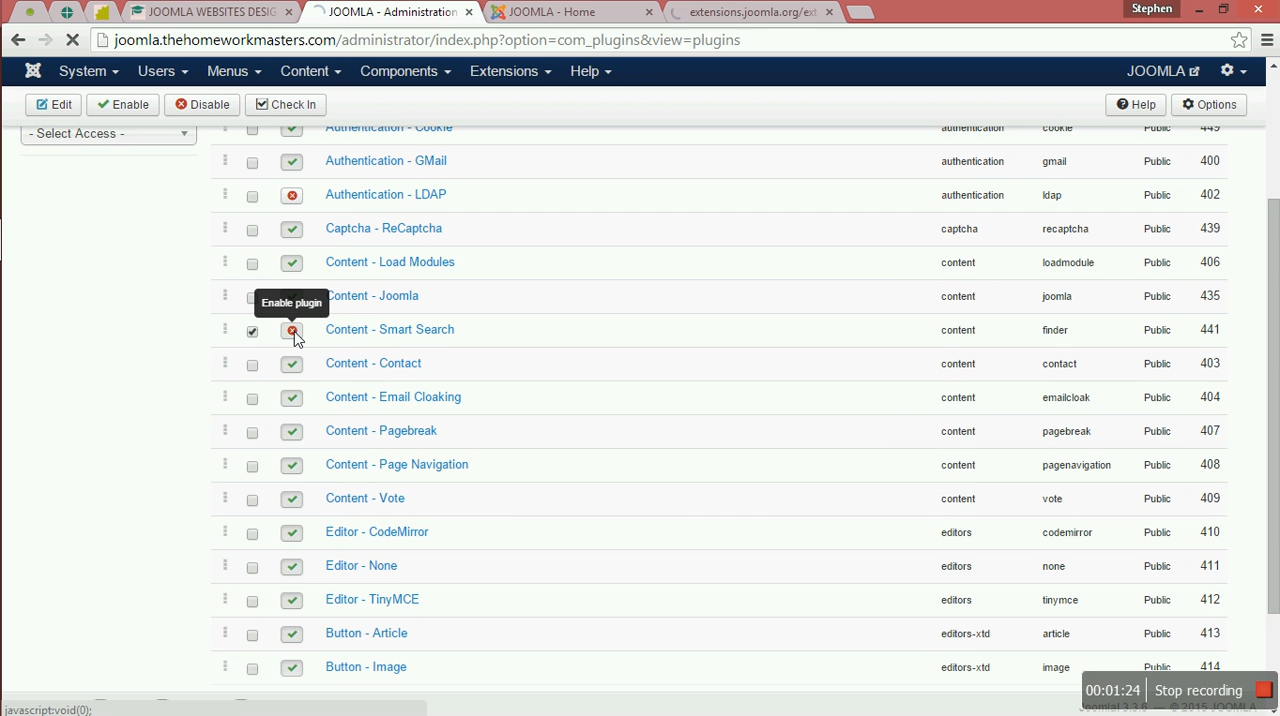 Stephen
JOOMLA WEBSITES DESIG
JOOMLA - Administration
JOOMLA - Home
extensions.joomla.org/ext
joomla.thehomeworkmasters.com/administrator/index.php?option=com_plugins&view=plugins
System Users Menus Content Components Extensions Help JOOMLA
Edit Enable Disable Check In Help Options
- Select Access -
Authentication - Cookie authentication cookie Public 449
Authentication - GMail authentication gmail Public 400
Authentication - LDAP authentication ldap Public 402
Captcha - ReCaptcha captcha recaptcha Public 439
Content - Load Modules content loadmodule Public 406
Content - Joomla content joomla Public 435
Enable plugin
Content - Smart Search content finder Public 441
Content - Contact content contact Public 403
Content - Email Cloaking content emailcloak Public 404
Content - Pagebreak content pagebreak Public 407
Content - Page Navigation content pagenavigation Public 408
Content - Vote content vote Public 409
Editor - CodeMirror editors codemirror Public 410
Editor - None editors none Public 411
Editor - TinyMCE editors tinymce Public 412
Button - Article editors-xtd article Public 413
Button - Image editors-xtd image Public 414
00:01:24 Stop recording
Joomla! 3.3.6 — © 2015 JOOMLA
javascript:void(0);